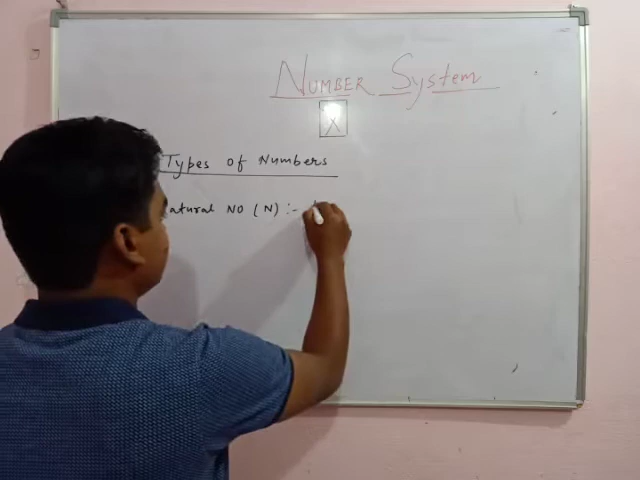 NUMBER System
X
Types of Numbers
atural NO (N) :-